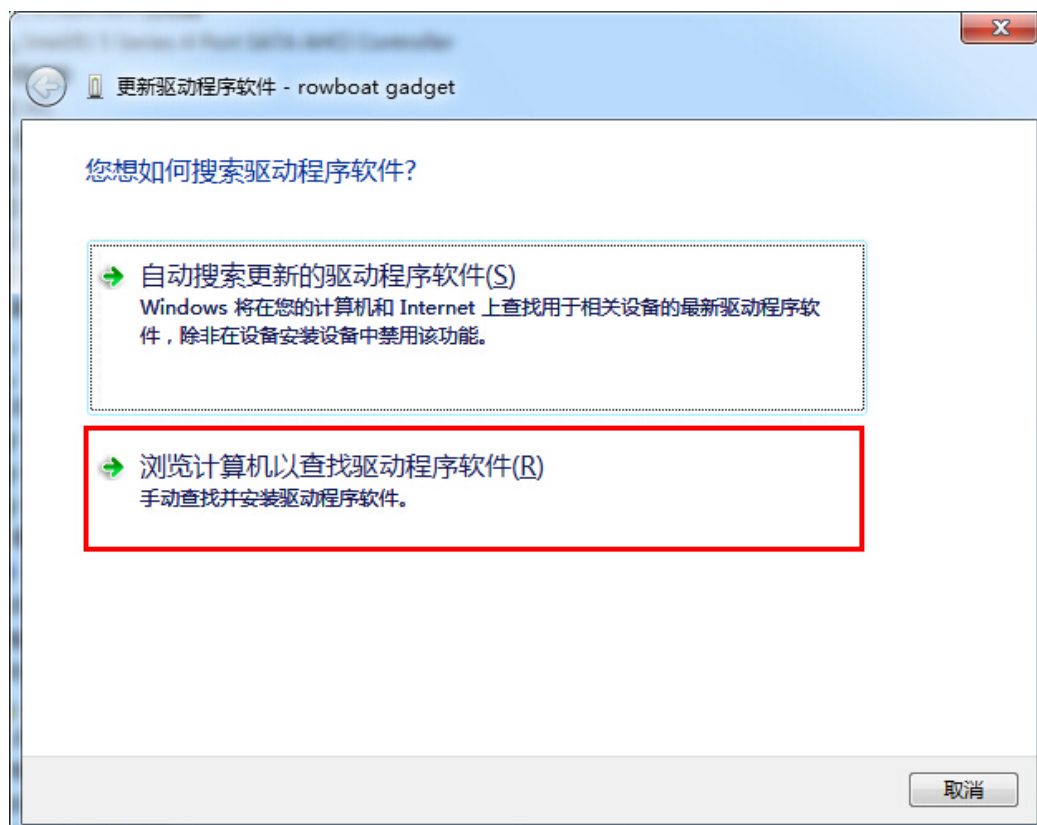 更新驱动程序软件 - rowboat gadget
您想如何搜索驱动程序软件?
自动搜索更新的驱动程序软件(S)
Windows 将在您的计算机和 Internet 上查找用于相关设备的最新驱动程序软
件，除非在设备安装设备中禁用该功能。
浏览计算机以查找驱动程序软件(R)
手动查找并安装驱动程序软件。
取消